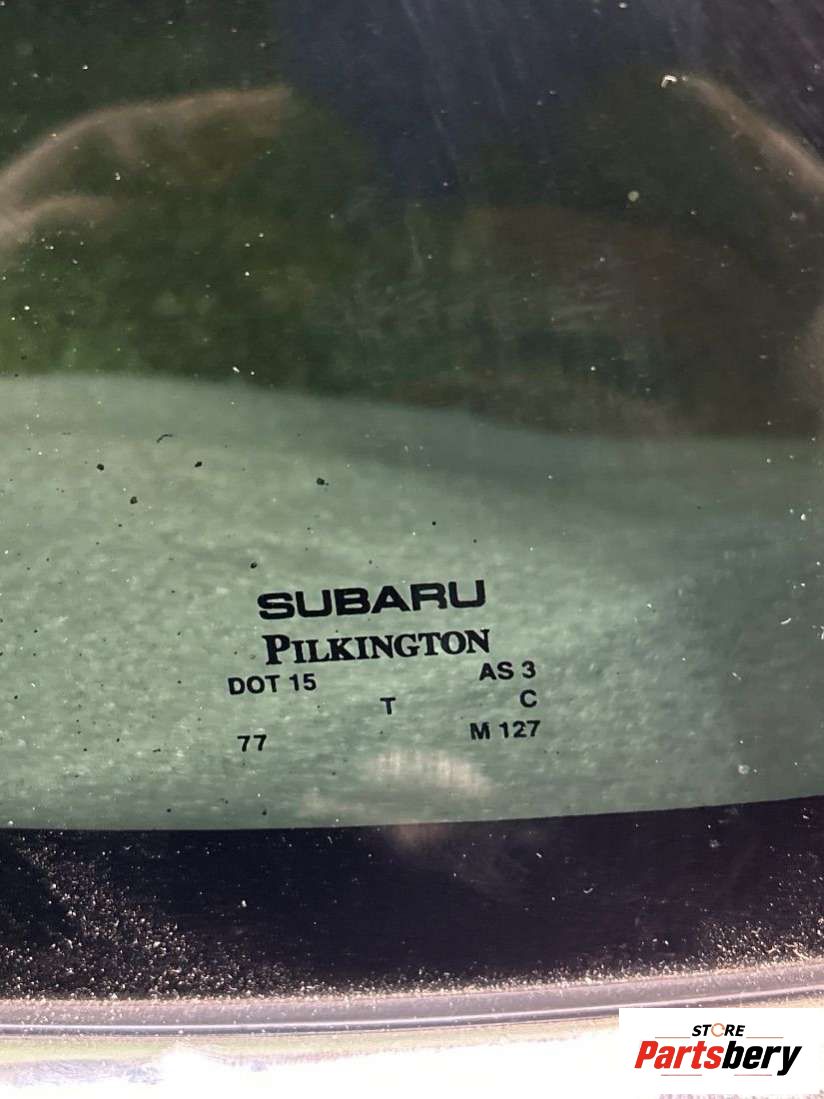 SUBARU
PILKINGTON
DOT 15 AS 3
T C
77 M 127
STORE
Partsbery